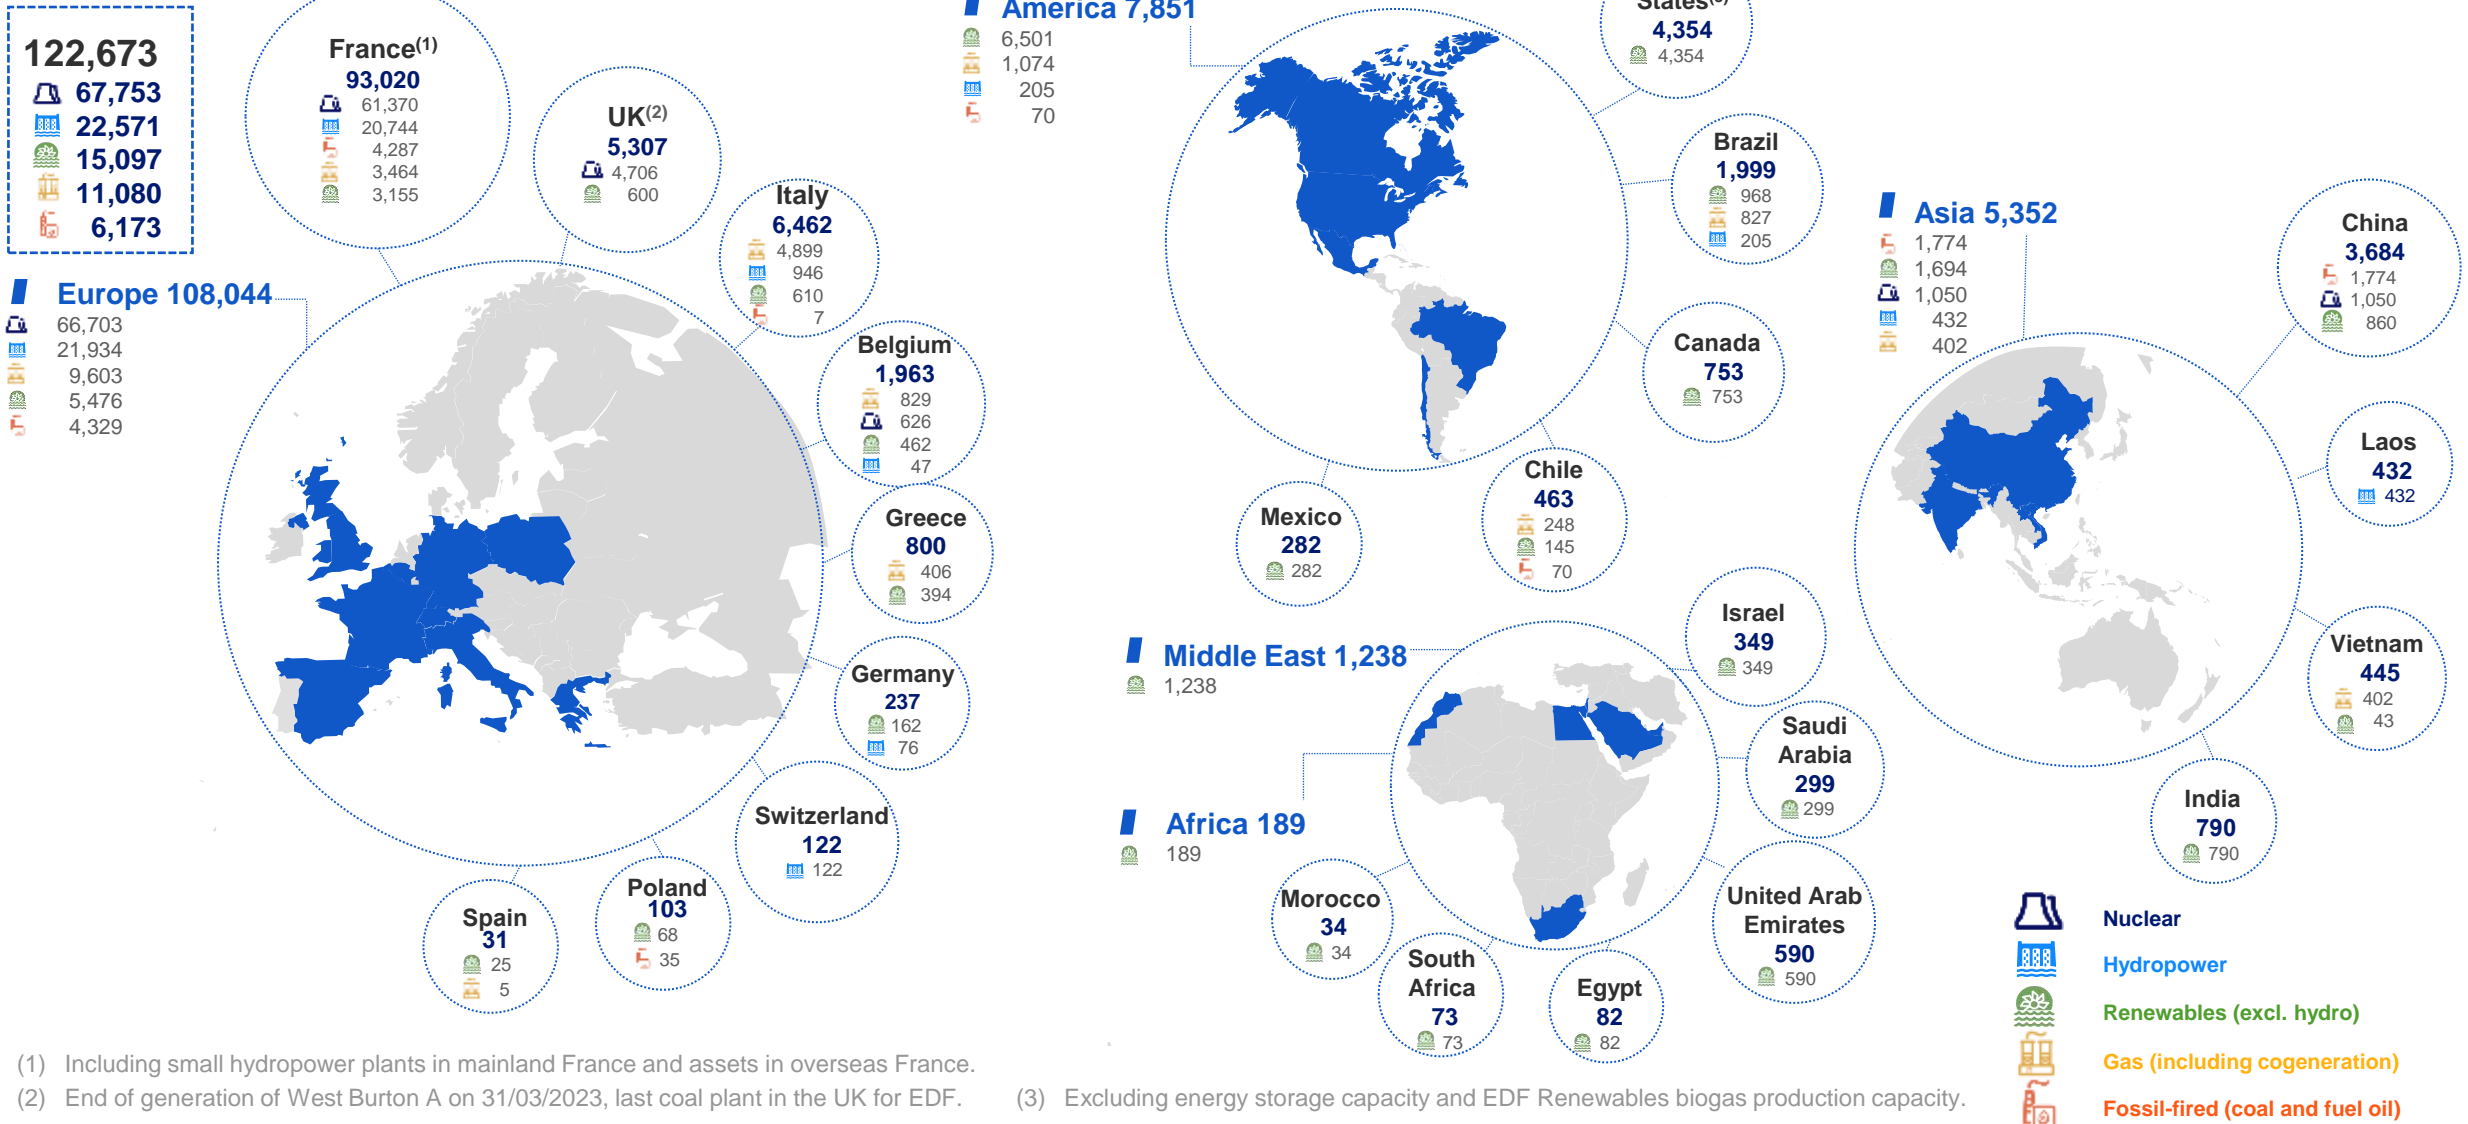 122,673
67,753
22,571
15,097
11,080
6,173
France(1)
93,020
61,370
20,744
4,287
3,464
3,155
UK(2)
5,307
4,706
600
Italy
6,462
4,899
946
610
7
Europe 108,044
66,703
21,934
9,603
5,476
4,329
Belgium
1,963
829
626
462
47
Greece
800
406
394
Germany
237
162
76
Switzerland
122
122
Poland
103
68
35
Spain
31
25
5
America 7,851
6,501
1,074
205
70
States(3)
4,354
4,354
Brazil
1,999
968
827
205
Canada
753
753
Chile
463
248
145
70
Mexico
282
282
Asia 5,352
1,774
1,694
1,050
432
402
China
3,684
1,774
1,050
860
Laos
432
432
Vietnam
445
402
43
India
790
790
Middle East 1,238
1,238
Israel
349
349
Saudi
Arabia
299
299
United Arab
Emirates
590
590
Africa 189
189
Morocco
34
34
South
Africa
73
73
Egypt
82
82
Nuclear
Hydropower
Renewables (excl. hydro)
Gas (including cogeneration)
Fossil-fired (coal and fuel oil)
(1) Including small hydropower plants in mainland France and assets in overseas France.
(2) End of generation of West Burton A on 31/03/2023, last coal plant in the UK for EDF.
(3) Excluding energy storage capacity and EDF Renewables biogas production capacity.